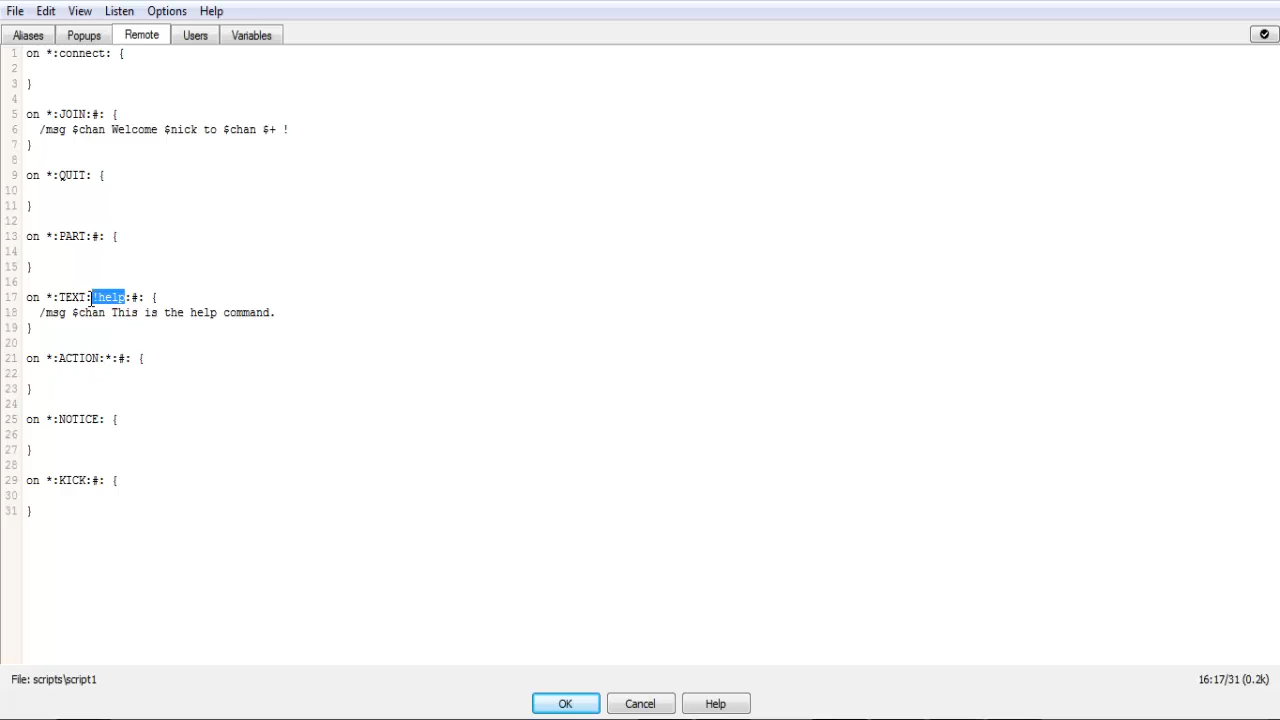 File Edit View Listen Options Help
Aliases Popups Remote Users Variables
1 on *:connect: {
2
3 }
4
5 on *:JOIN:#: {
6 /msg $chan Welcome $nick to $chan $+ !
7 }
8
9 on *:QUIT: {
10
11 }
12
13 on *:PART:#: {
14
15 }
16
17 on *:TEXT:!help:#: {
18 /msg $chan This is the help command.
19 }
20
21 on *:ACTION:*:#: {
22
23 }
24
25 on *:NOTICE: {
26
27 }
28
29 on *:KICK:#: {
30
31 }
File: scripts\script1 16:17/31 (0.2k)
OK Cancel Help